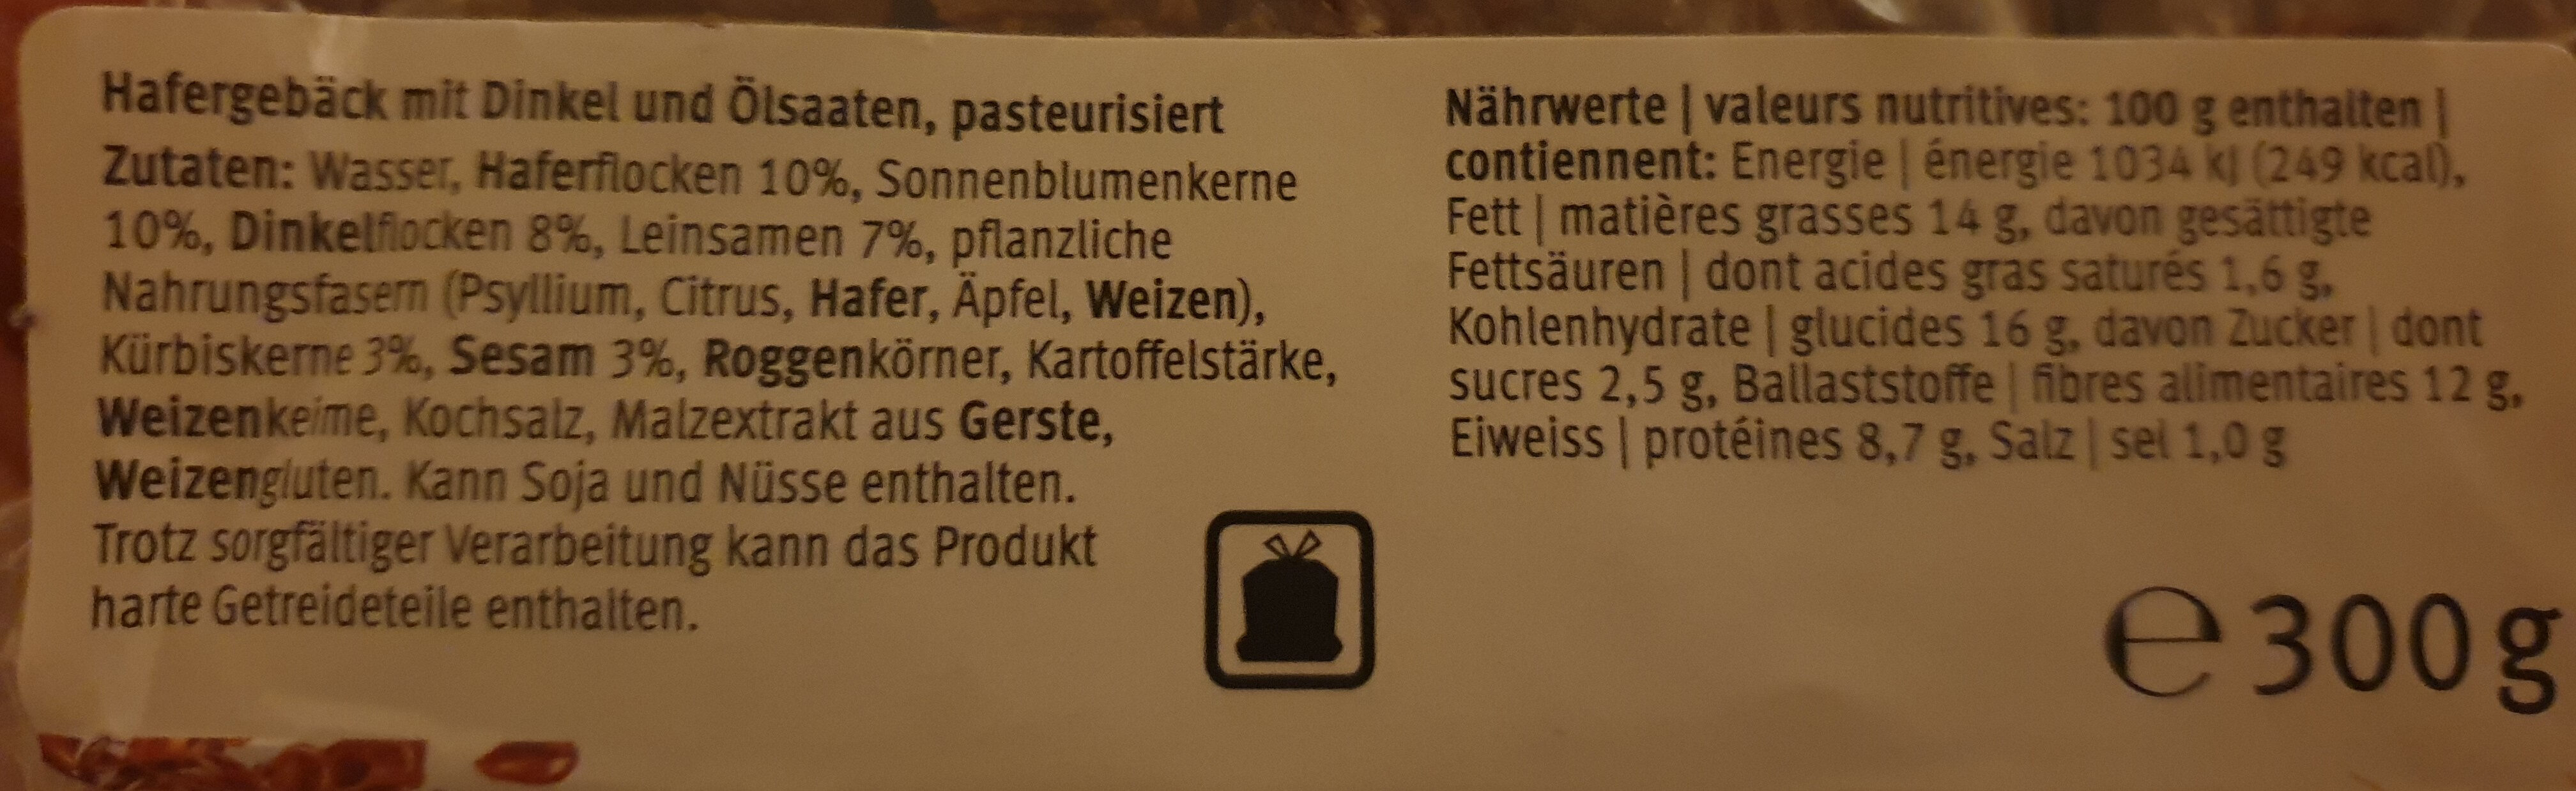 Hafergebäck mit Dinkel und Ölsaaten, pasteurisiert
Zutaten: Wasser, Haferflocken 10%, Sonnenblumenkerne
10%, Dinkelflocken 8%, Leinsamen 7%, pflanzliche
Nahrungsfasern (Psyllium, Citrus, Hafer, Äpfel, Weizen),
Kürbiskerne 3%, Sesam 3%, Roggenkörner, Kartoffelstärke,
Weizenkeime, Kochsalz, Malzextrakt aus Gerste,
Weizengluten. Kann Soja und Nüsse enthalten.
Trotz sorgfältiger Verarbeitung kann das Produkt
harte Getreideteile enthalten.
Nährwerte | valeurs nutritives: 100 g enthalten |
contiennent: Energie | énergie 1034 kJ (249 kcal),
Fett | matières grasses 14 g, davon gesättigte
Fettsäuren | dont acides gras saturés 1,6 g,
Kohlenhydrate | glucides 16 g, davon Zucker | dont
sucres 2,5 g, Ballaststoffe | fibres alimentaires 12 g,
Eiweiss | protéines 8,7 g, Salz | sel 1,0 g
℮ 300 g